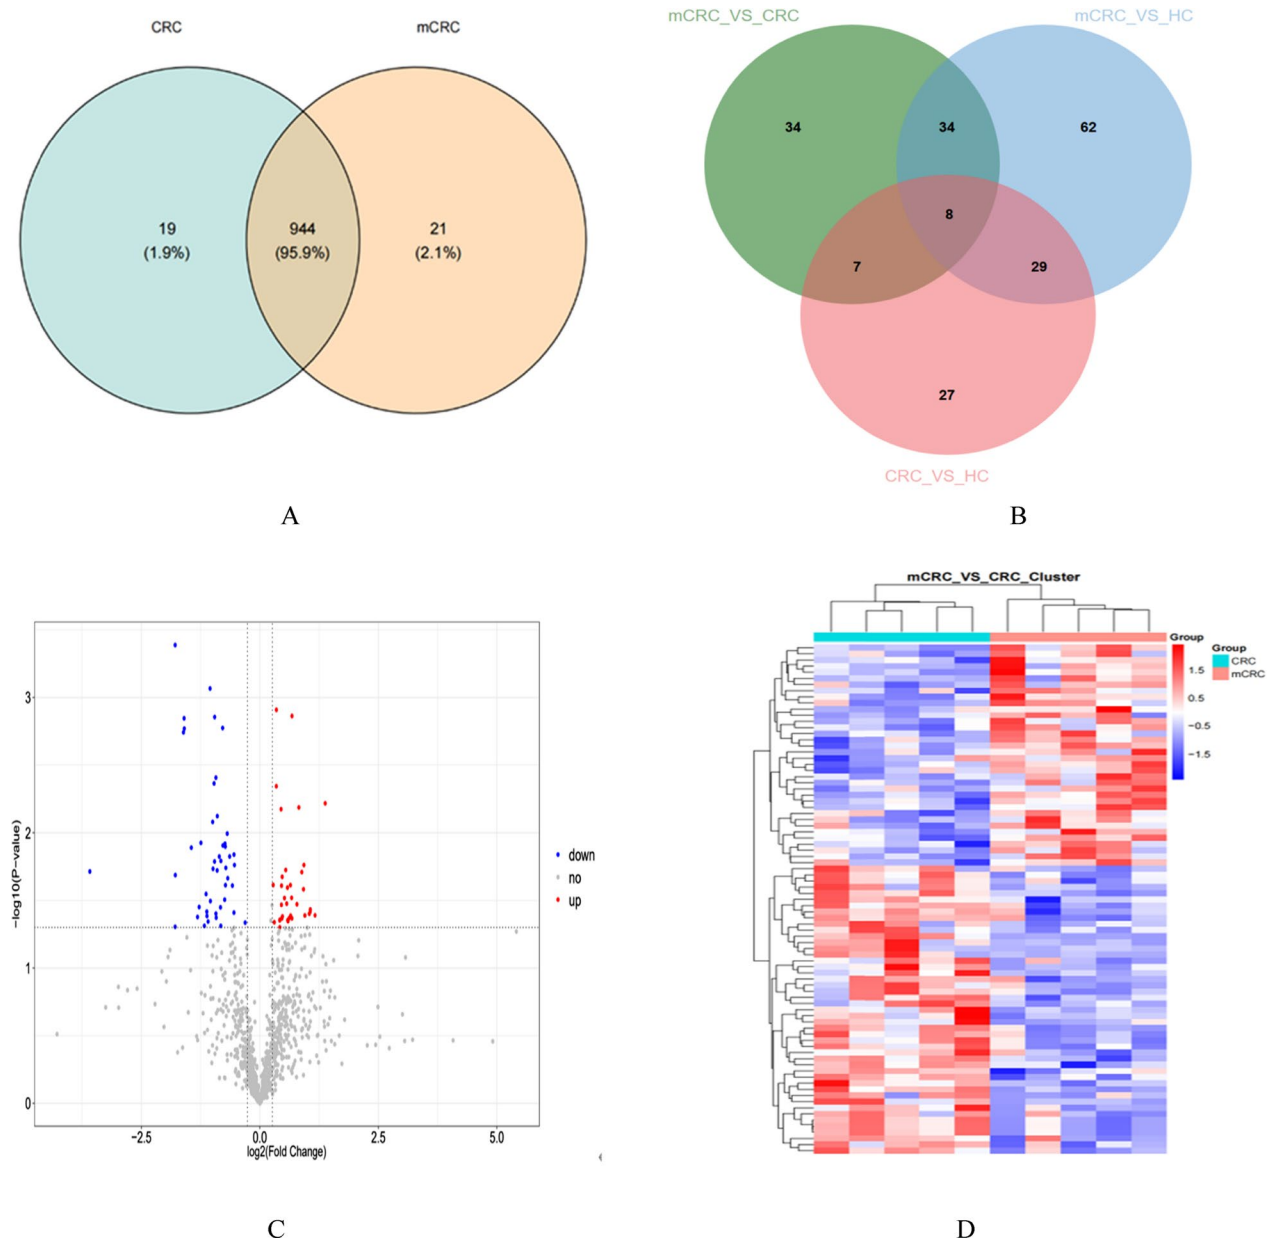 CRC
mCRC
19
(1.9%)
944
(95.9%)
21
(2.1%)
A
mCRC_VS_CRC
mCRC_VS_HC
34
34
62
8
7
29
27
CRC_VS_HC
B
−log10(P−value)
3
2
1
0
−2.5
0.0
2.5
5.0
log2(Fold Change)
down
no
up
C
mCRC_VS_CRC_Cluster
Group
1.5
0.5
−0.5
−1.5
Group
CRC
mCRC
D